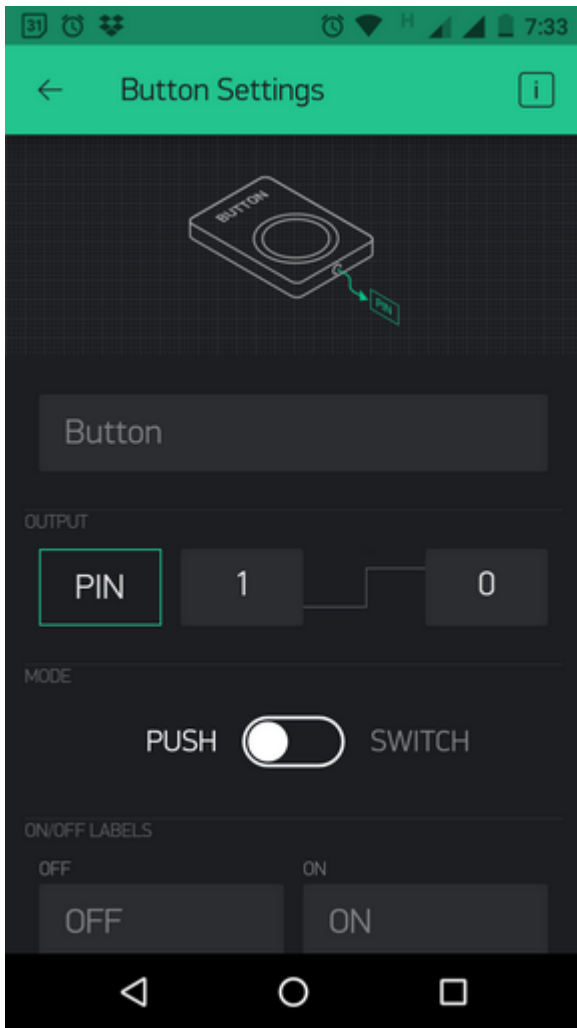 31 H 7:33
Button Settings i
BUTTON
PIN
Button
OUTPUT
PIN 1 0
MODE
PUSH SWITCH
ON/OFF LABELS
OFF ON
OFF ON